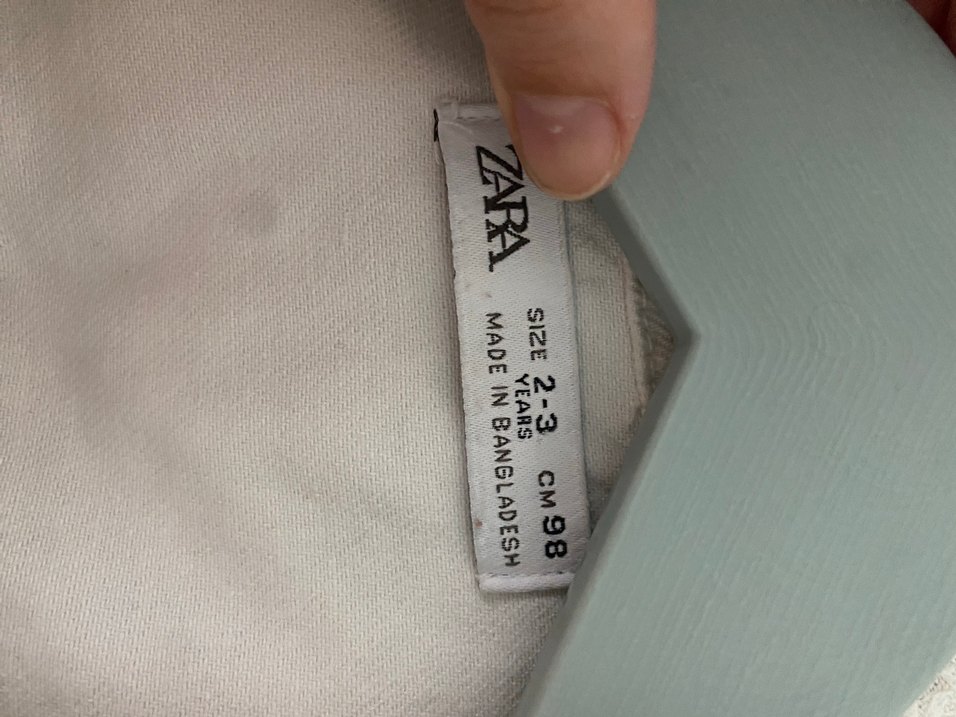 ZARA
SIZE 2-3 CM 98
YEARS
MADE IN BANGLADESH